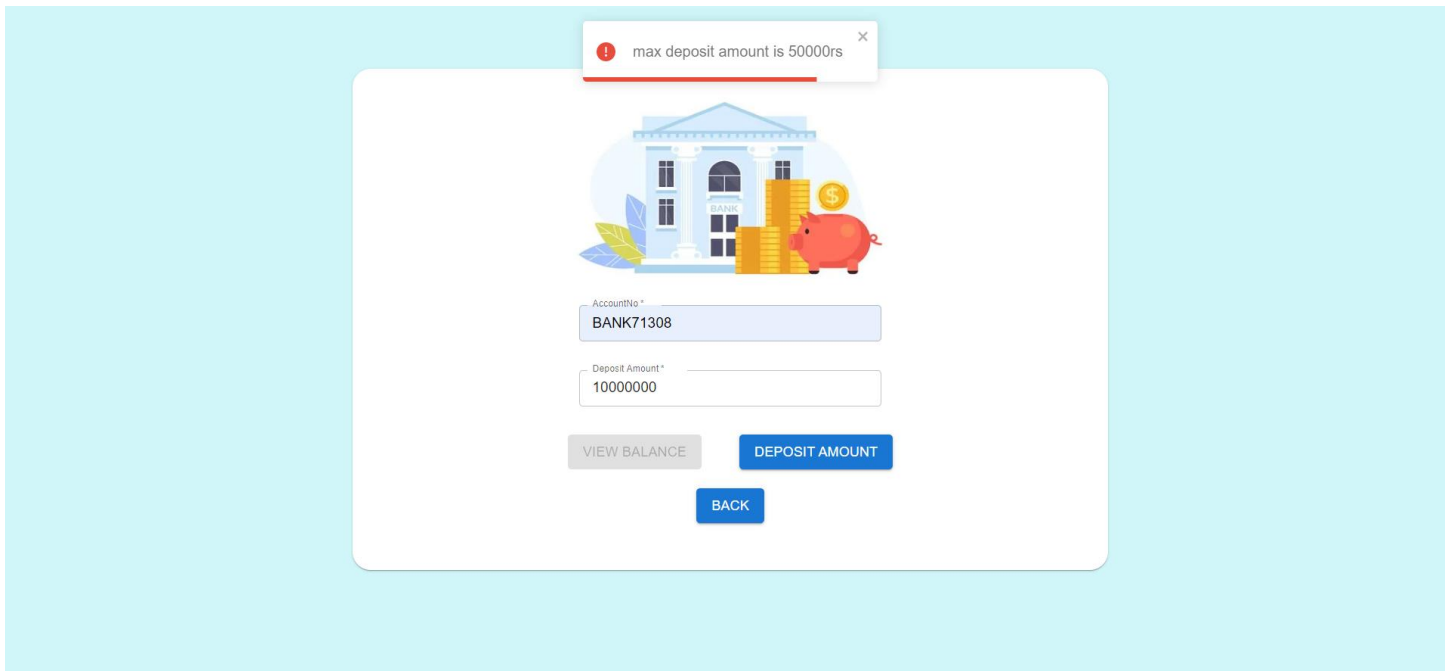 max deposit amount is 50000rs
BANK
AccountNo *
BANK71308
Deposit Amount *
10000000
VIEW BALANCE
DEPOSIT AMOUNT
BACK